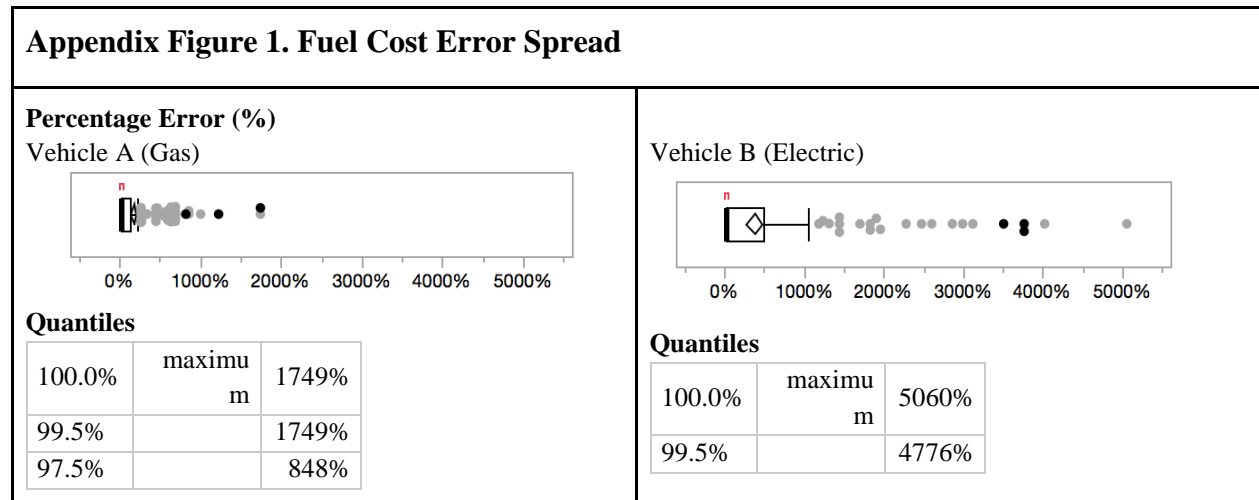 Appendix Figure 1. Fuel Cost Error Spread
Percentage Error (%)
Vehicle A (Gas)
0% 1000% 2000% 3000% 4000% 5000%
Quantiles
100.0% maximu
m 1749%
99.5% 1749%
97.5% 848%
Vehicle B (Electric)
0% 1000% 2000% 3000% 4000% 5000%
Quantiles
100.0% maximu
m 5060%
99.5% 4776%